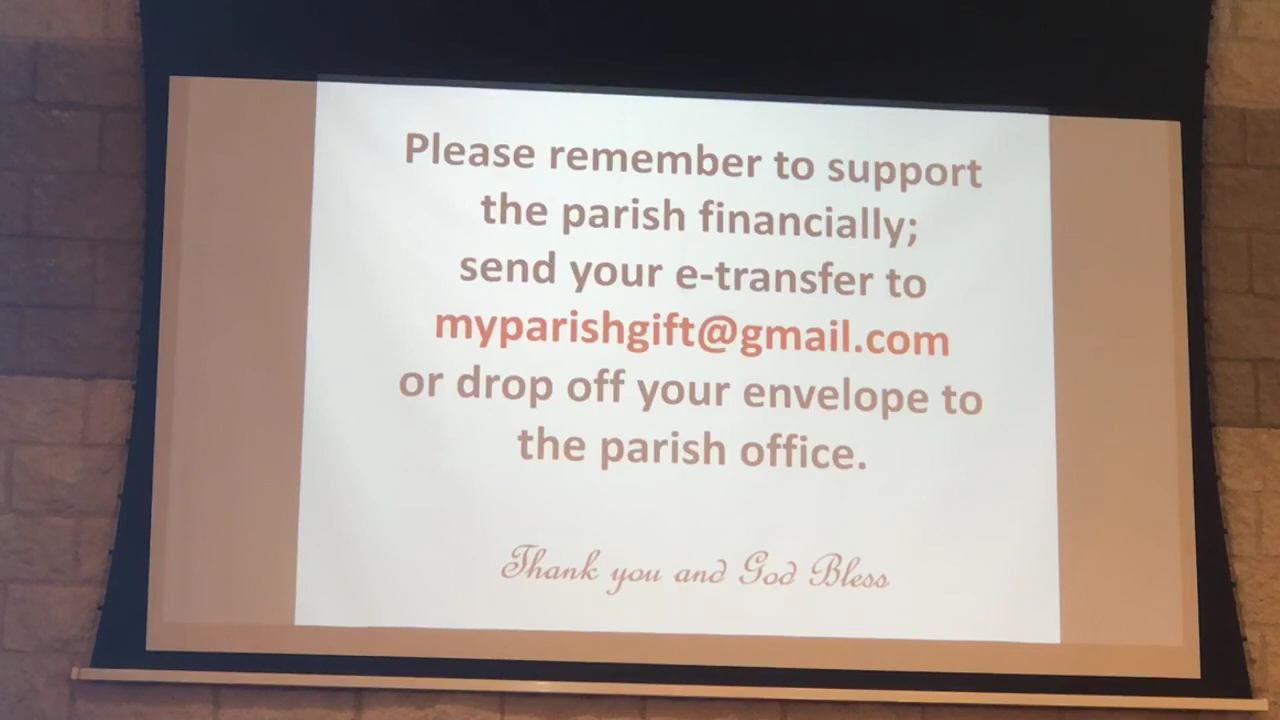 Please remember to support
the parish financially;
send your e-transfer to
myparishgift@gmail.com
or drop off your envelope to
the parish office.
Thank you and God Bless